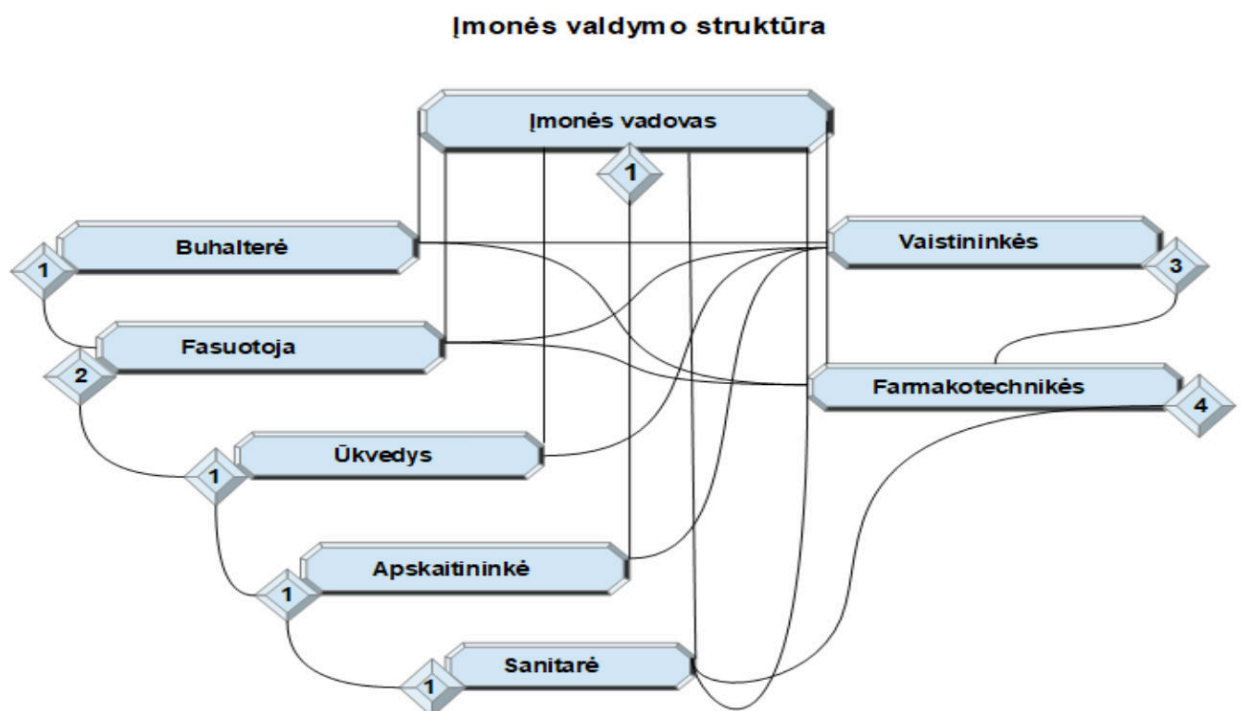 Įmonės valdymo struktūra
Įmonės vadovas
1
Buhalterė
1
Vaistininkės
3
Fasuotoja
2
Farmakotechnikės
4
Ūkvedys
1
Apskaitininkė
1
Sanitarė
1